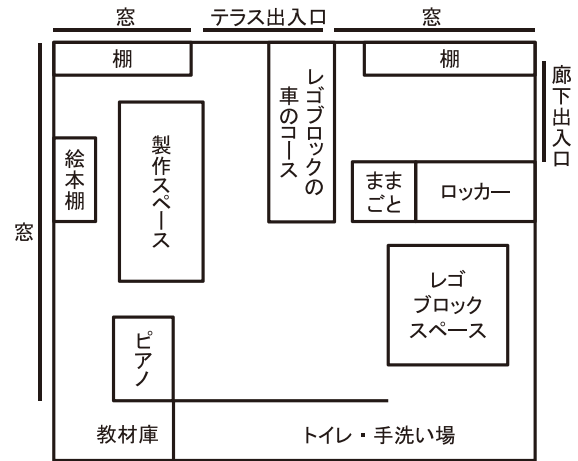 窓
テラス出入口
窓
棚
棚
レゴブロックの
車のコース
廊下出入口
製作スペース
絵本棚
ままごと
ロッカー
窓
レゴ
ブロック
スペース
ピアノ
教材庫
トイレ・手洗い場